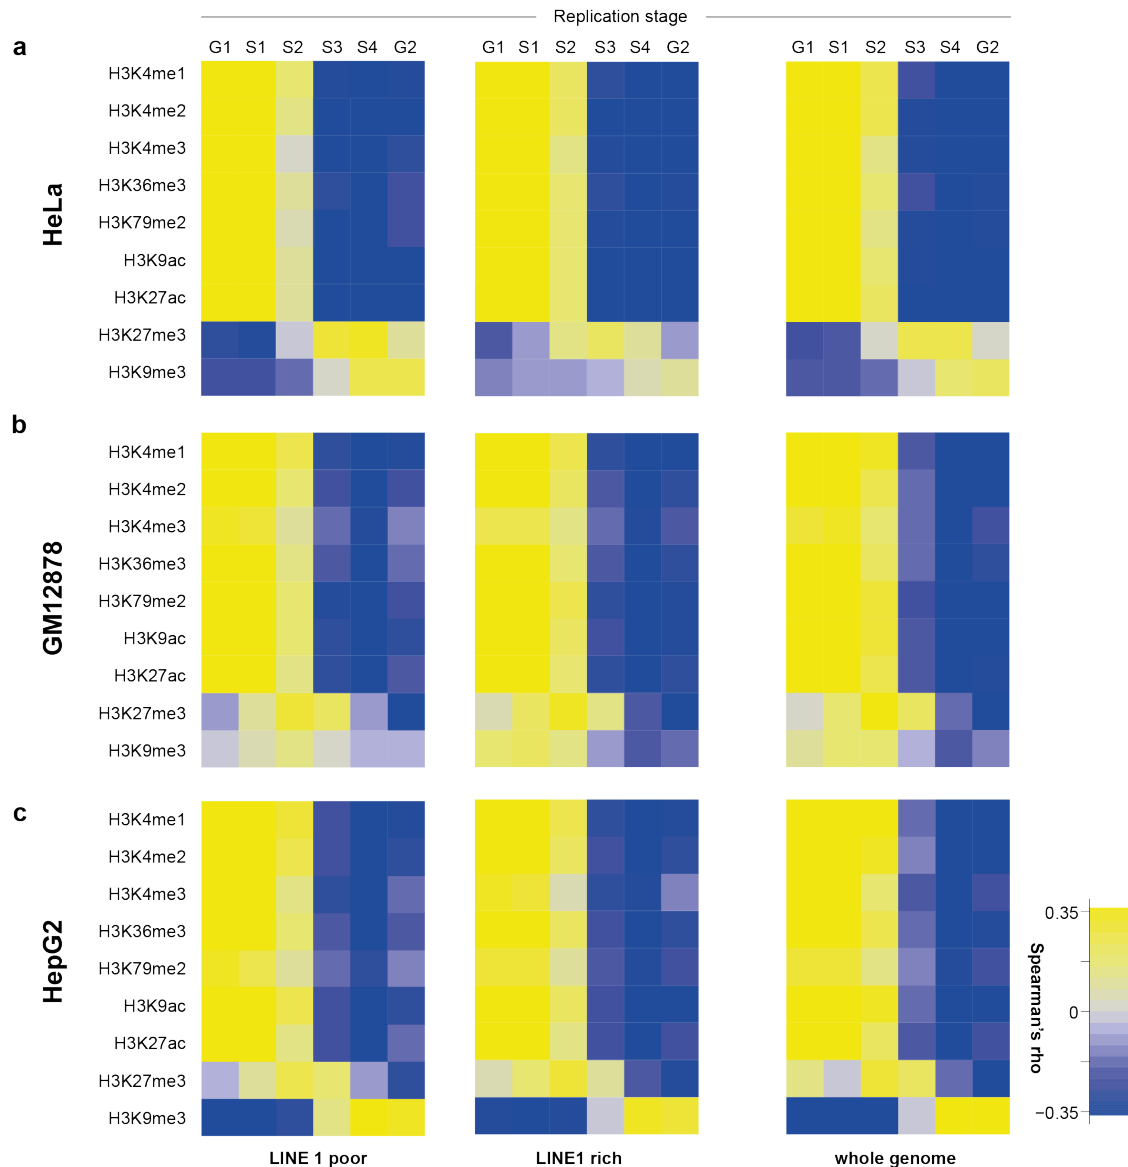 Replication stage
a
G1 S1 S2 S3 S4 G2
G1 S1 S2 S3 S4 G2
G1 S1 S2 S3 S4 G2
HeLa
H3K4me1
H3K4me2
H3K4me3
H3K36me3
H3K79me2
H3K9ac
H3K27ac
H3K27me3
H3K9me3
b
GM12878
H3K4me1
H3K4me2
H3K4me3
H3K36me3
H3K79me2
H3K9ac
H3K27ac
H3K27me3
H3K9me3
c
HepG2
H3K4me1
H3K4me2
H3K4me3
H3K36me3
H3K79me2
H3K9ac
H3K27ac
H3K27me3
H3K9me3
Spearman's rho
0.35
0
−0.35
LINE 1 poor
LINE1 rich
whole genome